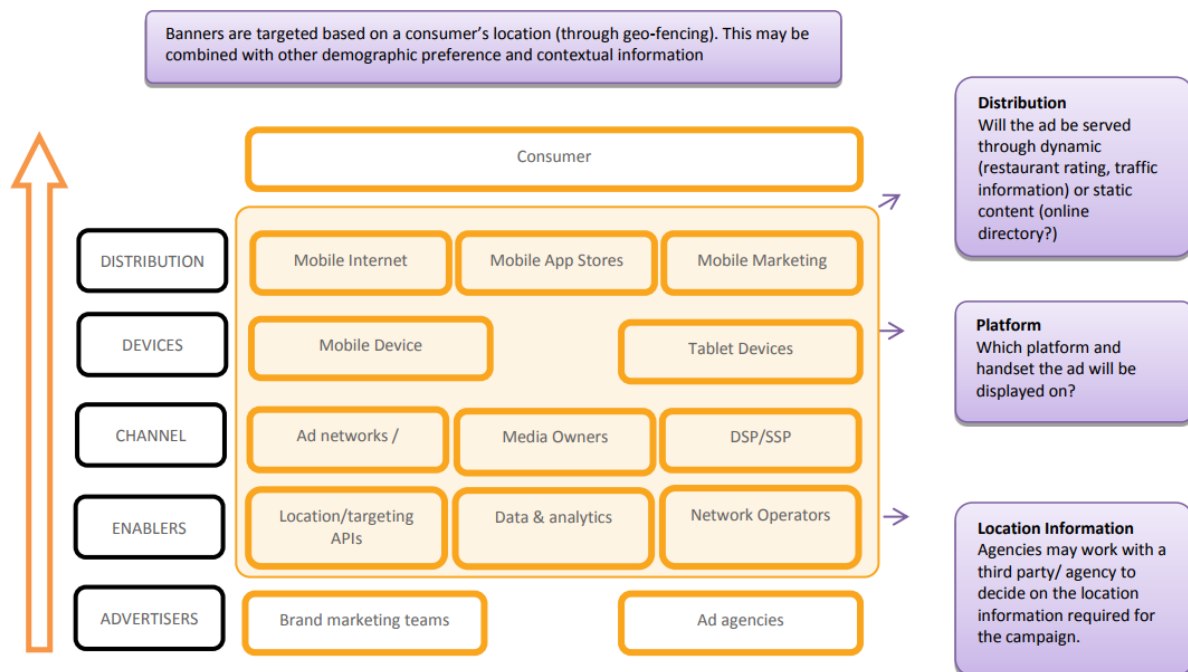 Banners are targeted based on a consumer's location (through geo-fencing). This may be
combined with other demographic preference and contextual information
Consumer
DISTRIBUTION
Mobile Internet
Mobile App Stores
Mobile Marketing
DEVICES
Mobile Device
Tablet Devices
CHANNEL
Ad networks /
Media Owners
DSP/SSP
ENABLERS
Location/targeting
APIs
Data & analytics
Network Operators
ADVERTISERS
Brand marketing teams
Ad agencies
Distribution
Will the ad be served
through dynamic
(restaurant rating, traffic
information) or static
content (online
directory?)
Platform
Which platform and
handset the ad will be
displayed on?
Location Information
Agencies may work with a
third party/ agency to
decide on the location
information required for
the campaign.